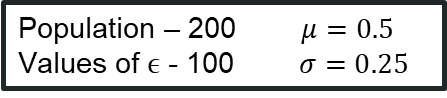 Population – 200 μ = 0.5
Values of ϵ - 100 σ = 0.25